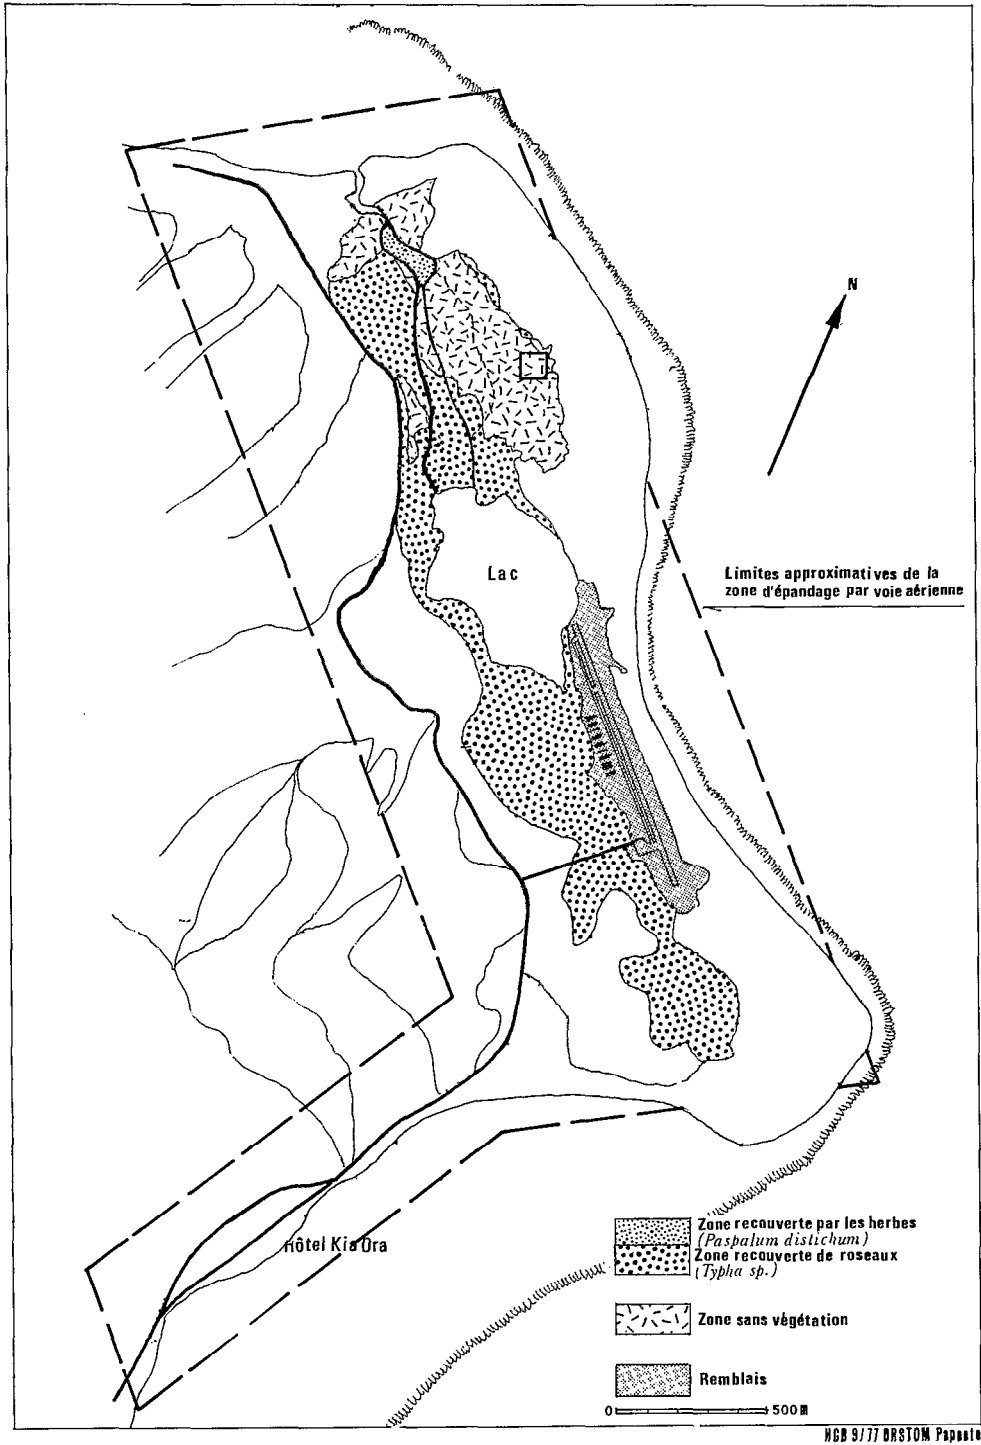 N
Lac
Limites approximatives de la
zone d'épandage par voie aérienne
Hôtel Kia Ora
Zone recouverte par les herbes
(Paspalum distichum)
Zone recouverte de roseaux
(Typha sp.)
Zone sans végétation
Remblais
0 500 m
HGB 9/77 ORSTOM Papeete